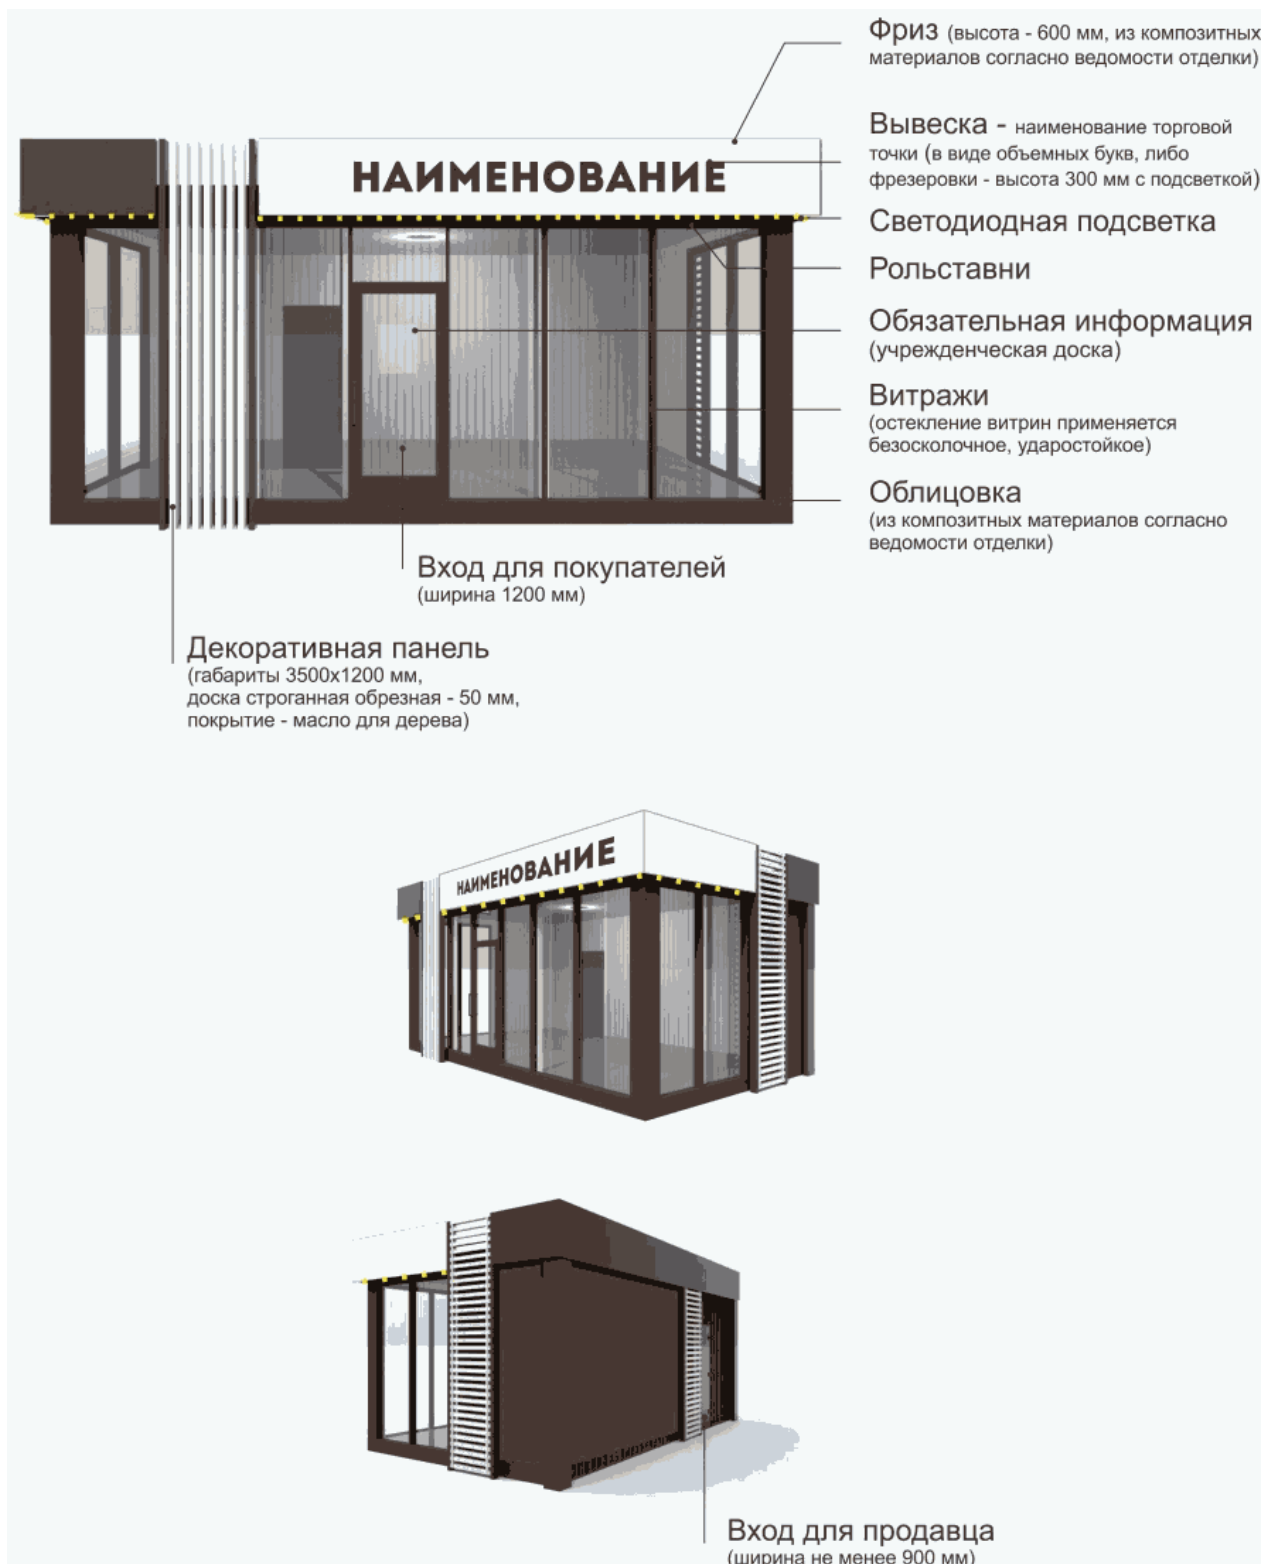 Фриз (высота - 600 мм, из композитных
материалов согласно ведомости отделки)
Вывеска - наименование торговой
точки (в виде объемных букв, либо
фрезеровки - высота 300 мм с подсветкой)
НАИМЕНОВАНИЕ
Светодиодная подсветка
Рольставни
Обязательная информация
(учрежденческая доска)
Витражи
(остекление витрин применяется
безосколочное, ударостойкое)
Облицовка
(из композитных материалов согласно
ведомости отделки)
Вход для покупателей
(ширина 1200 мм)
Декоративная панель
(габариты 3500х1200 мм,
доска строганная обрезная - 50 мм,
покрытие - масло для дерева)
НАИМЕНОВАНИЕ
Вход для продавца
(ширина не менее 900 мм)